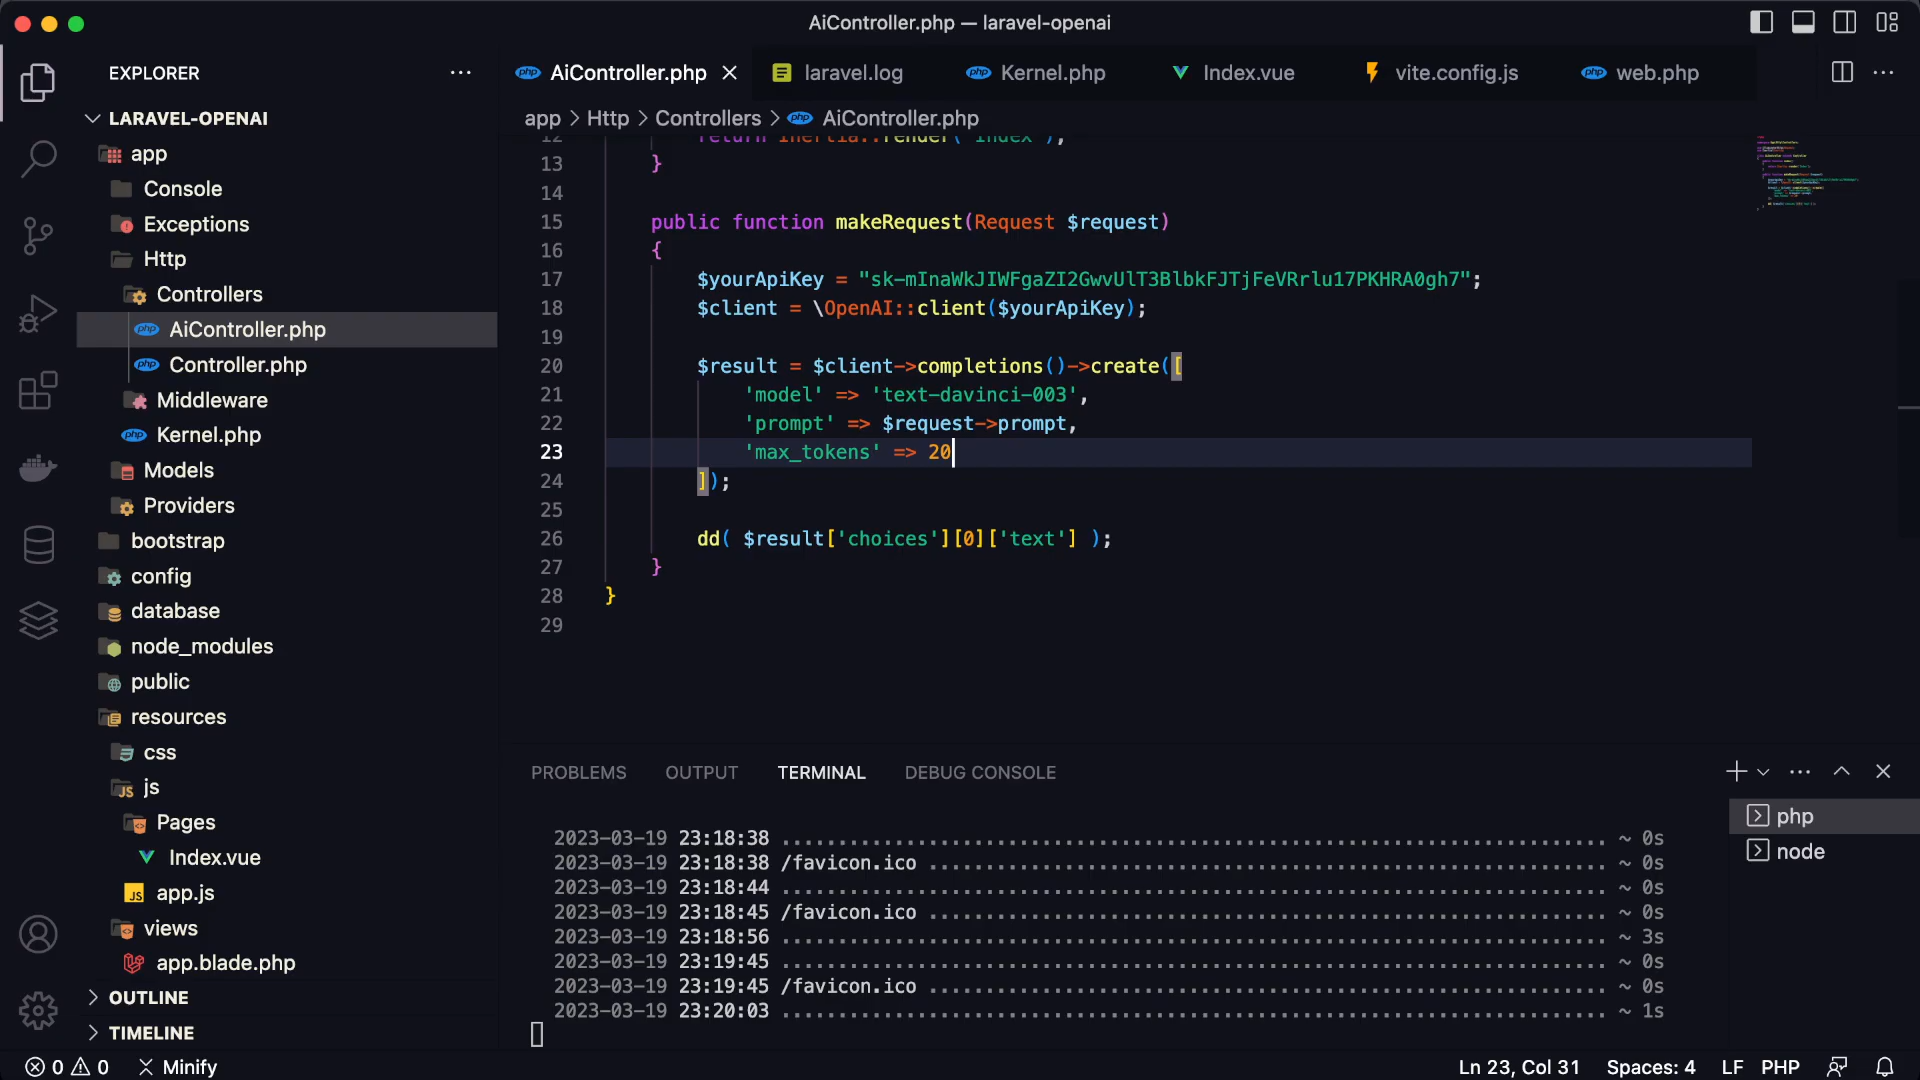 AiController.php — laravel-openai
EXPLORER
AiController.php
laravel.log
Kernel.php
Index.vue
vite.config.js
web.php
LARAVEL-OPENAI
app
Console
Exceptions
Http
Controllers
AiController.php
Controller.php
Middleware
Kernel.php
Models
Providers
bootstrap
config
database
node_modules
public
resources
css
js
Pages
Index.vue
app.js
views
app.blade.php
OUTLINE
TIMELINE
app > Http > Controllers > AiController.php
12 return Inertia::render('Index');
13 }
14
15 public function makeRequest(Request $request)
16 {
17 $yourApiKey = "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";
18 $client = \OpenAI::client($yourApiKey);
19
20 $result = $client->completions()->create([
21 'model' => 'text-davinci-003',
22 'prompt' => $request->prompt,
23 'max_tokens' => 20
24 ]);
25
26 dd( $result['choices'][0]['text'] );
27 }
28 }
29
PROBLEMS OUTPUT TERMINAL DEBUG CONSOLE
2023-03-19 23:18:38 ........ ~ 0s
2023-03-19 23:18:38 /favicon.ico ........ ~ 0s
2023-03-19 23:18:44 ........ ~ 0s
2023-03-19 23:18:45 /favicon.ico ........ ~ 0s
2023-03-19 23:18:56 ........ ~ 3s
2023-03-19 23:19:45 ........ ~ 0s
2023-03-19 23:19:45 /favicon.ico ........ ~ 0s
2023-03-19 23:20:03 ........ ~ 1s
php
node
0 0 Minify
Ln 23, Col 31 Spaces: 4 LF PHP